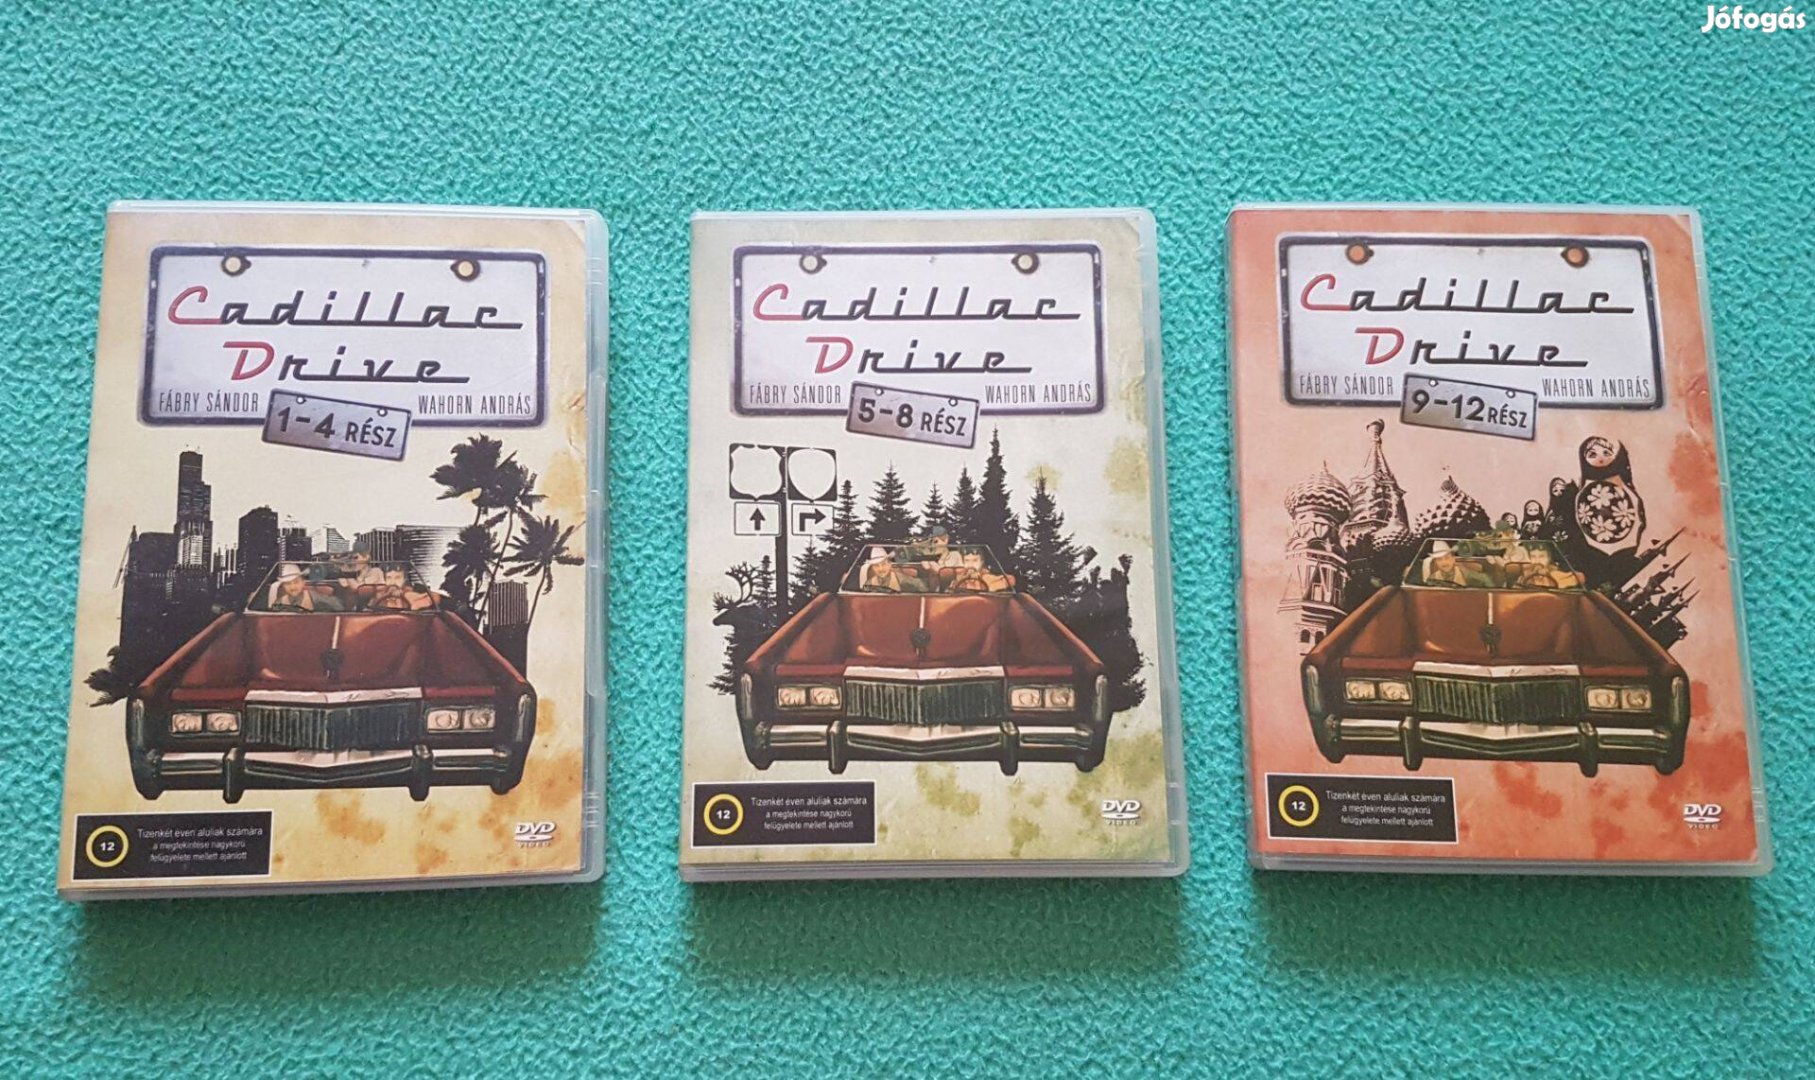 Jófogás
Cadillac
Drive
FÁBRY SÁNDOR
WAHORN ANDRÁS
1-4 RÉSZ
12
Tizenkét éven aluliak számára
a megtekintése nagykorú
felügyelete mellett ajánlott
DVD
VIDEO
Cadillac
Drive
FÁBRY SÁNDOR
WAHORN ANDRÁS
5-8 RÉSZ
12
Tizenkét éven aluliak számára
a megtekintése nagykorú
felügyelete mellett ajánlott
DVD
VIDEO
Cadillac
Drive
FÁBRY SÁNDOR
WAHORN ANDRÁS
9-12 RÉSZ
12
Tizenkét éven aluliak számára
a megtekintése nagykorú
felügyelete mellett ajánlott
DVD
VIDEO